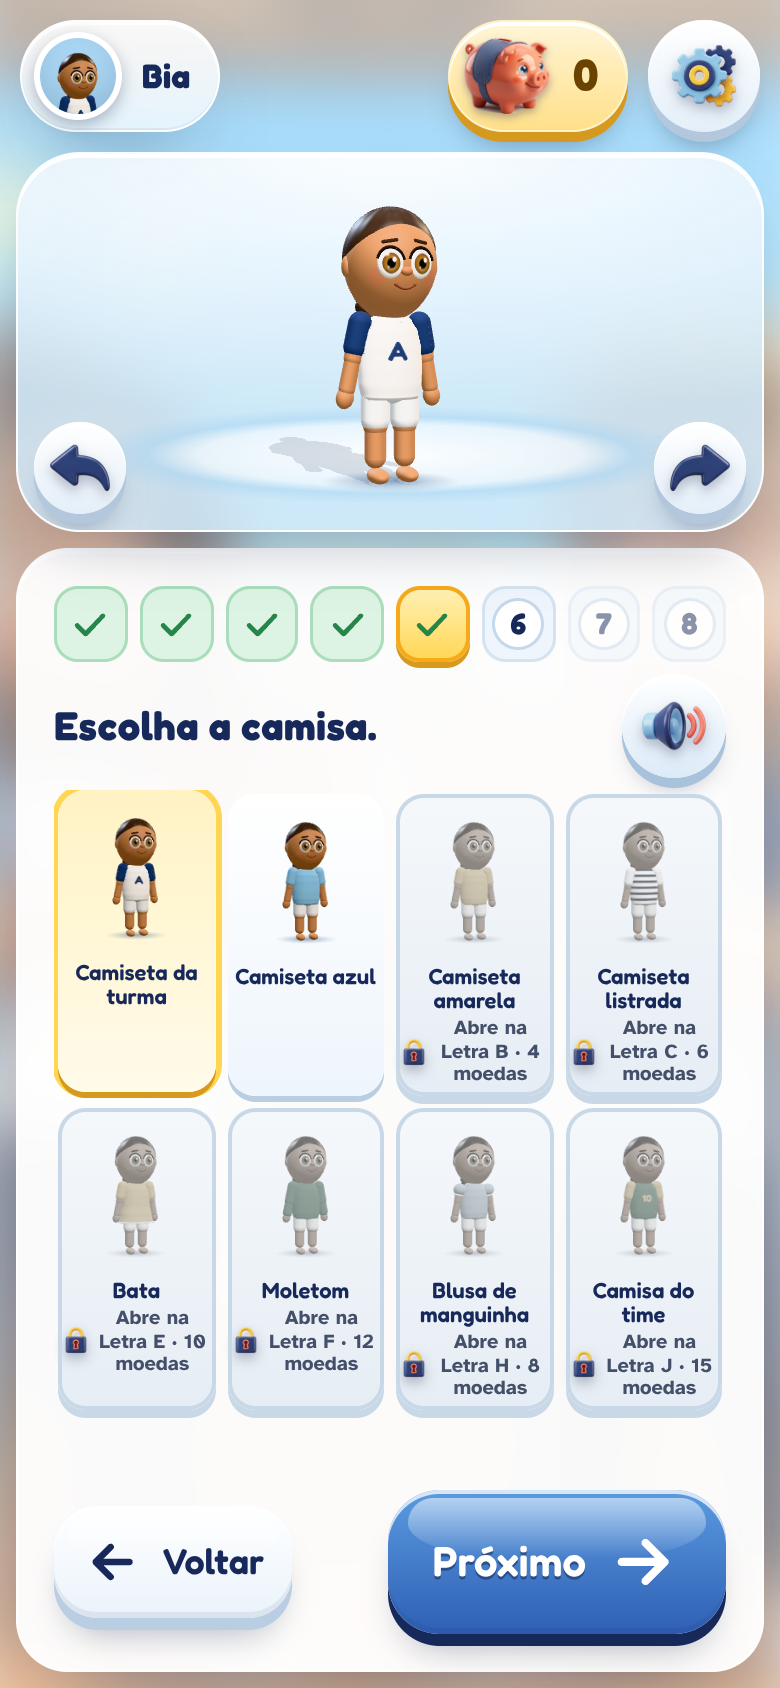 Bia
0
A
6
7
8
Escolha a camisa.
A
Camiseta da
turma
Camiseta azul
Camiseta
amarela
Abre na
Letra B · 4
moedas
Camiseta
listrada
Abre na
Letra C · 6
moedas
Bata
Abre na
Letra E · 10
moedas
Moletom
Abre na
Letra F · 12
moedas
Blusa de
manguinha
Abre na
Letra H · 8
moedas
10
Camisa do
time
Abre na
Letra J · 15
moedas
Voltar
Próximo